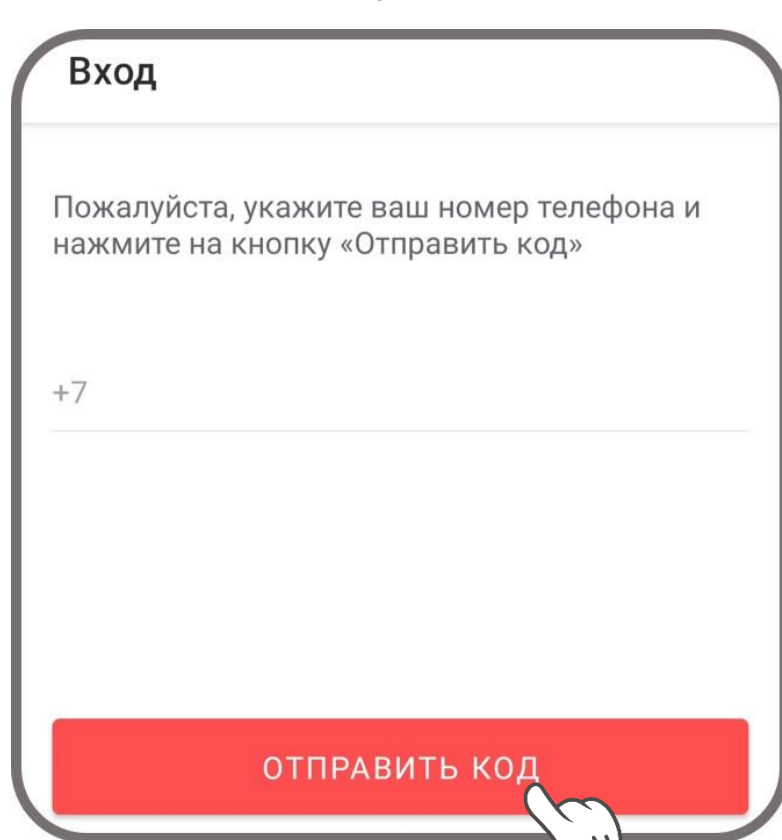 Вход
Пожалуйста, укажите ваш номер телефона и
нажмите на кнопку «Отправить код»
+7
ОТПРАВИТЬ КОД